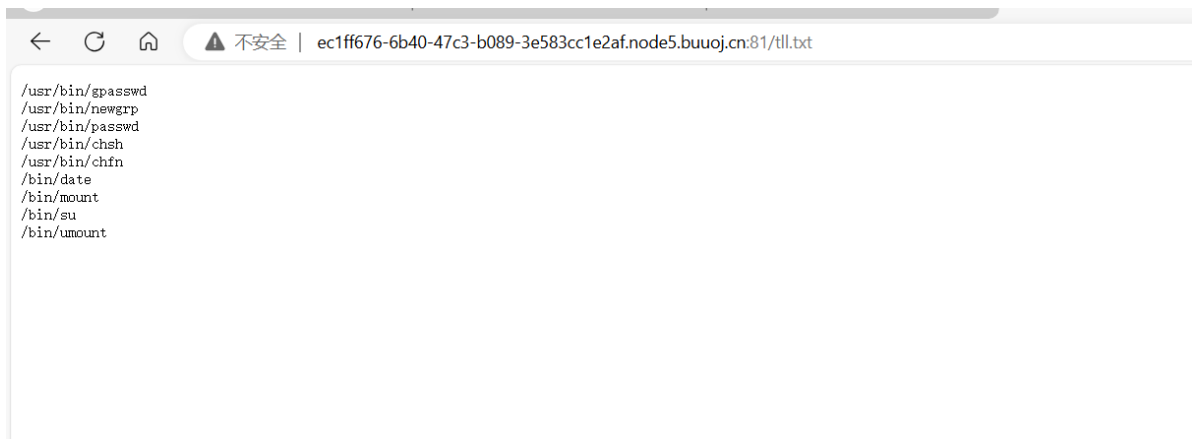 不安全 | ec1ff676-6b40-47c3-b089-3e583cc1e2af.node5.buuoj.cn:81/tll.txt
/usr/bin/gpasswd
/usr/bin/newgrp
/usr/bin/passwd
/usr/bin/chsh
/usr/bin/chfn
/bin/date
/bin/mount
/bin/su
/bin/umount